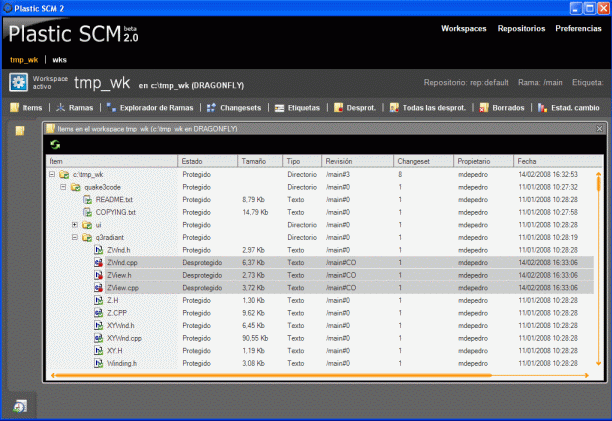 Plastic SCM 2
Plastic SCM beta 2.0
Workspaces Repositorios Preferencias
tmp_wk wks
Workspace activo tmp_wk en c:\tmp_wk (DRAGONFLY) Repositorio: rep:default Rama: /main Etiqueta:
Items Ramas Explorador de Ramas Changesets Etiquetas Desprot. Todas las desprot. Borrados Estad. cambio
Items en el workspace tmp_wk (c:\tmp_wk en DRAGONFLY)
Item Estado Tamaño Tipo Revisión Changeset Propietario Fecha
c:\tmp_wk Protegido Directorio /main#3 8 mdepedro 14/02/2008 16:32:53
quake3code Protegido Directorio /main#0 1 mdepedro 11/01/2008 10:27:32
README.txt Protegido 8,79 Kb Texto /main#0 1 mdepedro 11/01/2008 10:28:28
COPYING.txt Protegido 14,79 Kb Texto /main#0 1 mdepedro 11/01/2008 10:27:58
ui Protegido Directorio /main#0 1 mdepedro 11/01/2008 10:28:28
q3radiant Protegido Directorio /main#0 1 mdepedro 11/01/2008 10:28:19
ZWnd.h Protegido 2,97 Kb Texto /main#0 1 mdepedro 11/01/2008 10:28:28
ZWnd.cpp Desprotegido 6,37 Kb Texto /main#CO 1 mdepedro 14/02/2008 16:33:06
ZView.h Desprotegido 2,73 Kb Texto /main#CO 1 mdepedro 14/02/2008 16:33:06
ZView.cpp Desprotegido 3,72 Kb Texto /main#CO 1 mdepedro 14/02/2008 16:33:06
Z.H Protegido 1,30 Kb Texto /main#0 1 mdepedro 11/01/2008 10:28:28
Z.CPP Protegido 9,62 Kb Texto /main#0 1 mdepedro 11/01/2008 10:28:28
XYWnd.h Protegido 6,45 Kb Texto /main#0 1 mdepedro 11/01/2008 10:28:28
XYWnd.cpp Protegido 90,55 Kb Texto /main#0 1 mdepedro 11/01/2008 10:28:28
XY.H Protegido 1,19 Kb Texto /main#0 1 mdepedro 11/01/2008 10:28:28
Winding.h Protegido 3,08 Kb Texto /main#0 1 mdepedro 11/01/2008 10:28:28